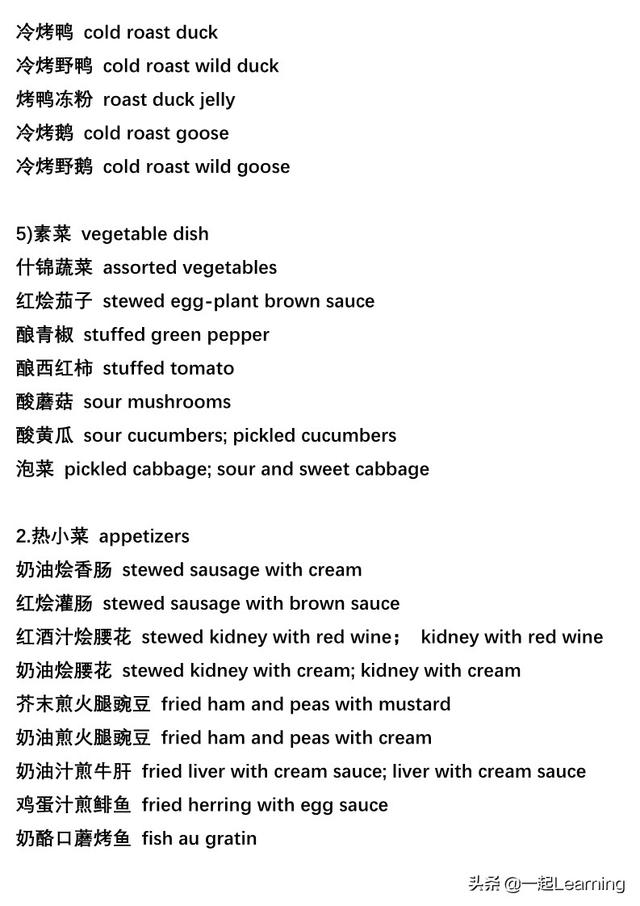 冷烤鸭 cold roast duck
冷烤野鸭 cold roast wild duck
烤鸭冻粉 roast duck jelly
冷烤鹅 cold roast goose
冷烤野鹅 cold roast wild goose
5)素菜 vegetable dish
什锦蔬菜 assorted vegetables
红烩茄子 stewed egg-plant brown sauce
酿青椒 stuffed green pepper
酿西红柿 stuffed tomato
酸蘑菇 sour mushrooms
酸黄瓜 sour cucumbers; pickled cucumbers
泡菜 pickled cabbage; sour and sweet cabbage
2.热小菜 appetizers
奶油烩香肠 stewed sausage with cream
红烩灌肠 stewed sausage with brown sauce
红酒汁烩腰花 stewed kidney with red wine； kidney with red wine
奶油烩腰花 stewed kidney with cream; kidney with cream
芥末煎火腿豌豆 fried ham and peas with mustard
奶油煎火腿豌豆 fried ham and peas with cream
奶油汁煎牛肝 fried liver with cream sauce; liver with cream sauce
鸡蛋汁煎鲱鱼 fried herring with egg sauce
奶酪口蘑烤鱼 fish au gratin
头条 @一起Learning